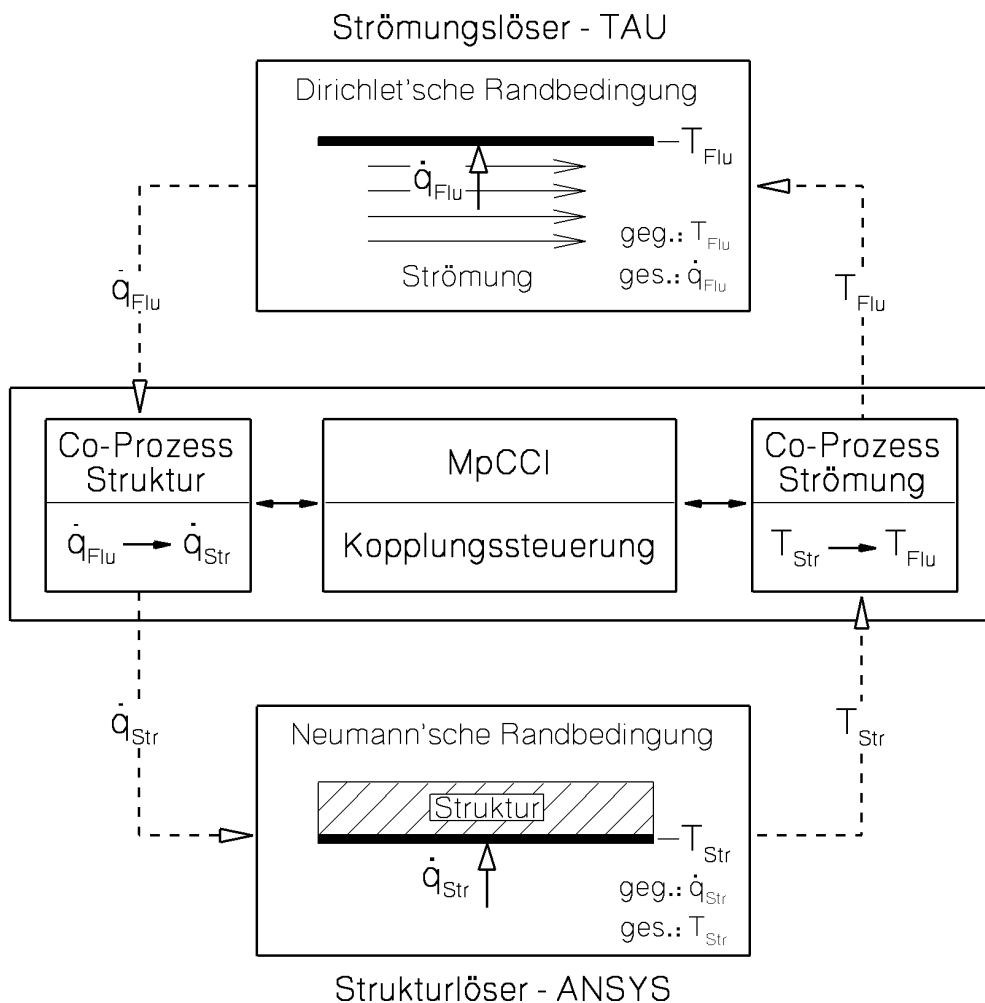 Strömungslöser - TAU
Dirichlet'sche Randbedingung
T_Flu
q̇_Flu
geg.: T_Flu
Strömung
ges.: q̇_Flu
q̇_Flu
T_Flu
Co-Prozess
Struktur
q̇_Flu → q̇_Str
MpCCI
Kopplungssteuerung
Co-Prozess
Strömung
T_Str → T_Flu
q̇_Str
T_Str
Neumann'sche Randbedingung
Struktur
T_Str
q̇_Str
geg.: q̇_Str
ges.: T_Str
Strukturlöser - ANSYS